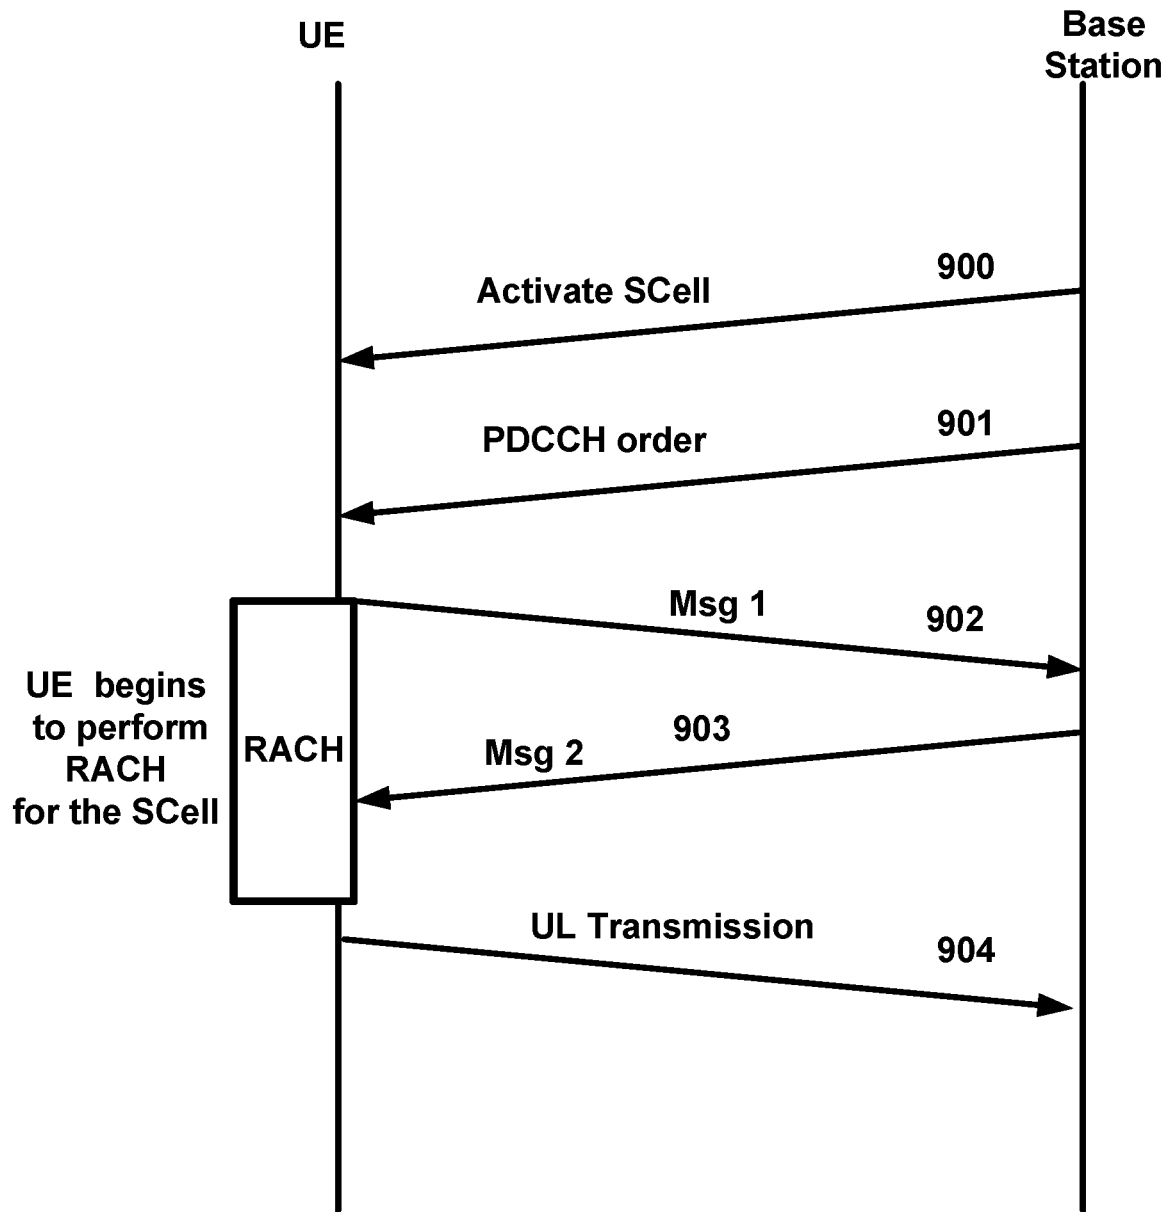 UE
Base
Station
900
Activate SCell
901
PDCCH order
Msg 1
902
UE begins
to perform
RACH
for the SCell
RACH
903
Msg 2
UL Transmission
904